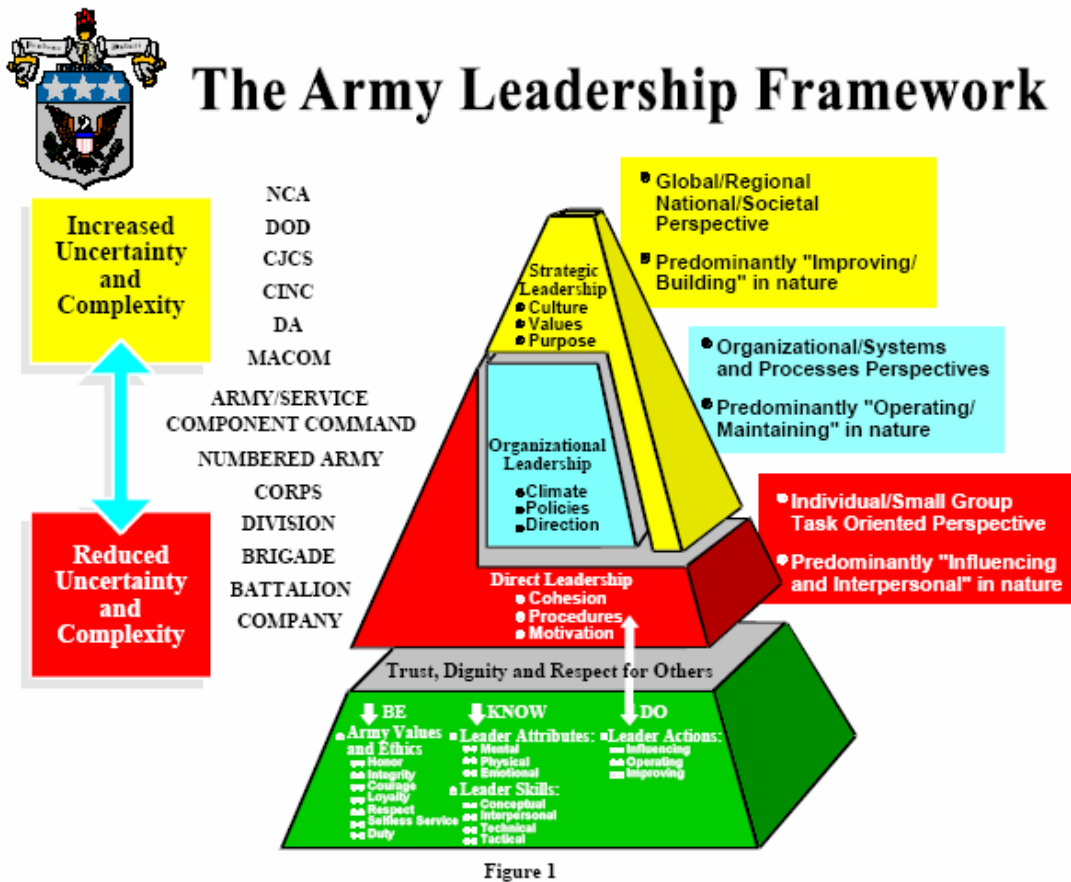 The Army Leadership Framework
Increased
Uncertainty
and
Complexity
Reduced
Uncertainty
and
Complexity
NCA
DOD
CJCS
CINC
DA
MACOM
ARMY/SERVICE
COMPONENT COMMAND
NUMBERED ARMY
CORPS
DIVISION
BRIGADE
BATTALION
COMPANY
Strategic
Leadership
Culture
Values
Purpose
Organizational
Leadership
Climate
Policies
Direction
Direct Leadership
Cohesion
Procedures
Motivation
Global/Regional
National/Societal
Perspective
Predominantly "Improving/
Building" in nature
Organizational/Systems
and Processes Perspectives
Predominantly "Operating/
Maintaining" in nature
Individual/Small Group
Task Oriented Perspective
Predominantly "Influencing
and Interpersonal" in nature
Trust, Dignity and Respect for Others
BE
Army Values
and Ethics
Honor
Integrity
Courage
Loyalty
Respect
Selfless Service
Duty
KNOW
Leader Attributes:
Mental
Physical
Emotional
Leader Skills:
Conceptual
Interpersonal
Technical
Tactical
DO
Leader Actions:
Influencing
Operating
Improving
Figure 1